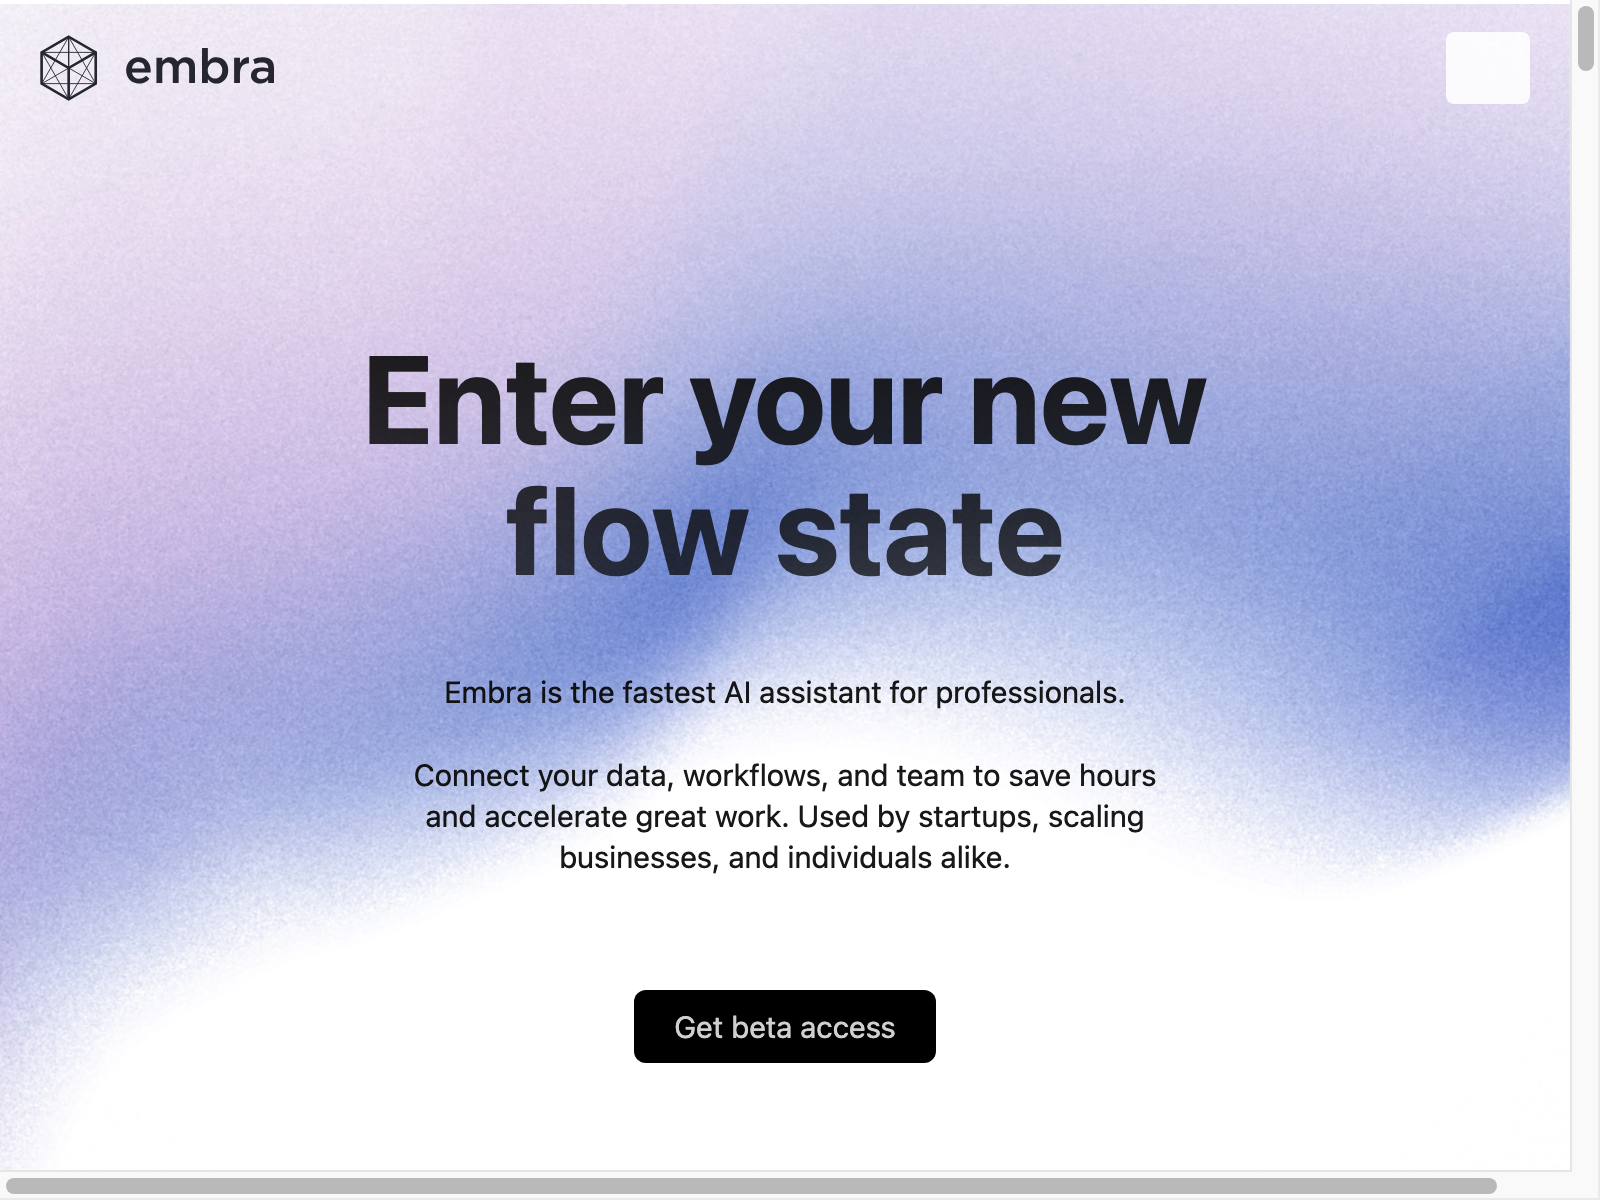 embra
Enter your new
flow state
Embra is the fastest AI assistant for professionals.
Connect your data, workflows, and team to save hours
and accelerate great work. Used by startups, scaling
businesses, and individuals alike.
Get beta access